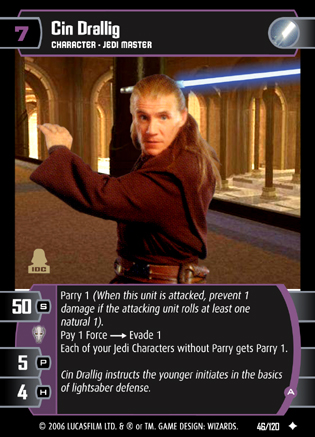 7
Cin Drallig
CHARACTER • JEDI MASTER
IDC
50 S
Parry 1 (When this unit is attacked, prevent 1
damage if the attacking unit rolls at least one
natural 1).
Pay 1 Force → Evade 1
Each of your Jedi Characters without Parry gets Parry 1.
5 P
Cin Drallig instructs the younger initiates in the basics
of lightsaber defense.
4 H
A
© 2006 LUCASFILM LTD. & ® or TM. GAME DESIGN: WIZARDS. 46/120